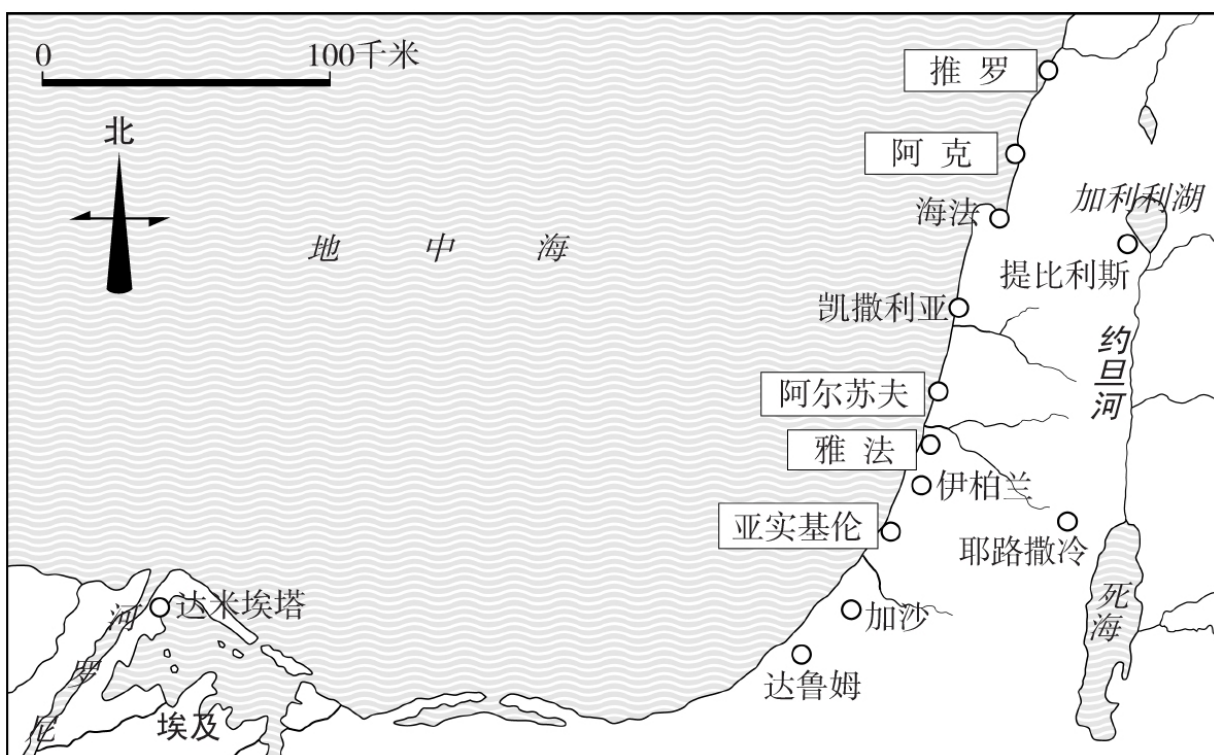 0 100千米
推罗
北
阿克
加利利湖
海法
地中海
提比利斯
凯撒利亚
约旦河
阿尔苏夫
雅法
伊柏兰
亚实基伦
耶路撒冷
死海
达米埃塔
加沙
尼罗河
达鲁姆
埃及